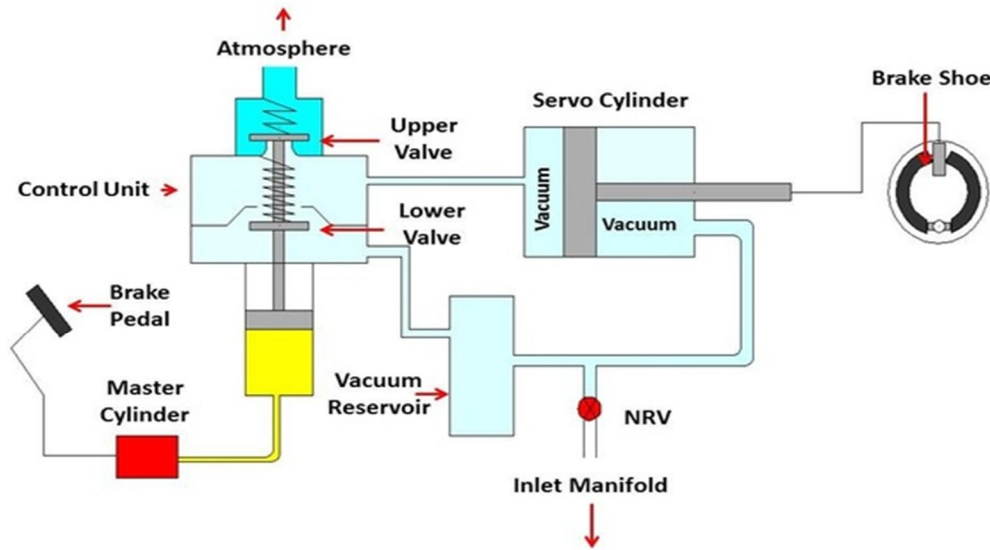 Atmosphere
Brake Shoe
Servo Cylinder
Upper
Valve
Control Unit
Vacuum
Lower
Valve
Vacuum
Brake
Pedal
Vacuum
Reservoir
Master
Cylinder
NRV
Inlet Manifold